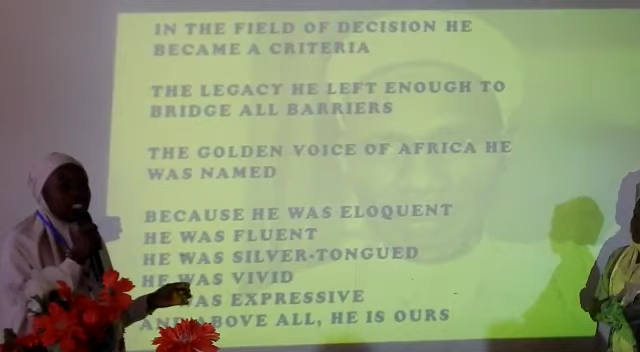 IN THE FIELD OF DECISION HE
BECAME A CRITERIA
THE LEGACY HE LEFT ENOUGH TO
BRIDGE ALL BARRIERS
THE GOLDEN VOICE OF AFRICA HE
WAS NAMED
BECAUSE HE WAS ELOQUENT
HE WAS FLUENT
HE WAS SILVER-TONGUED
HE WAS VIVID
WAS EXPRESSIVE
AND ABOVE ALL, HE IS OURS